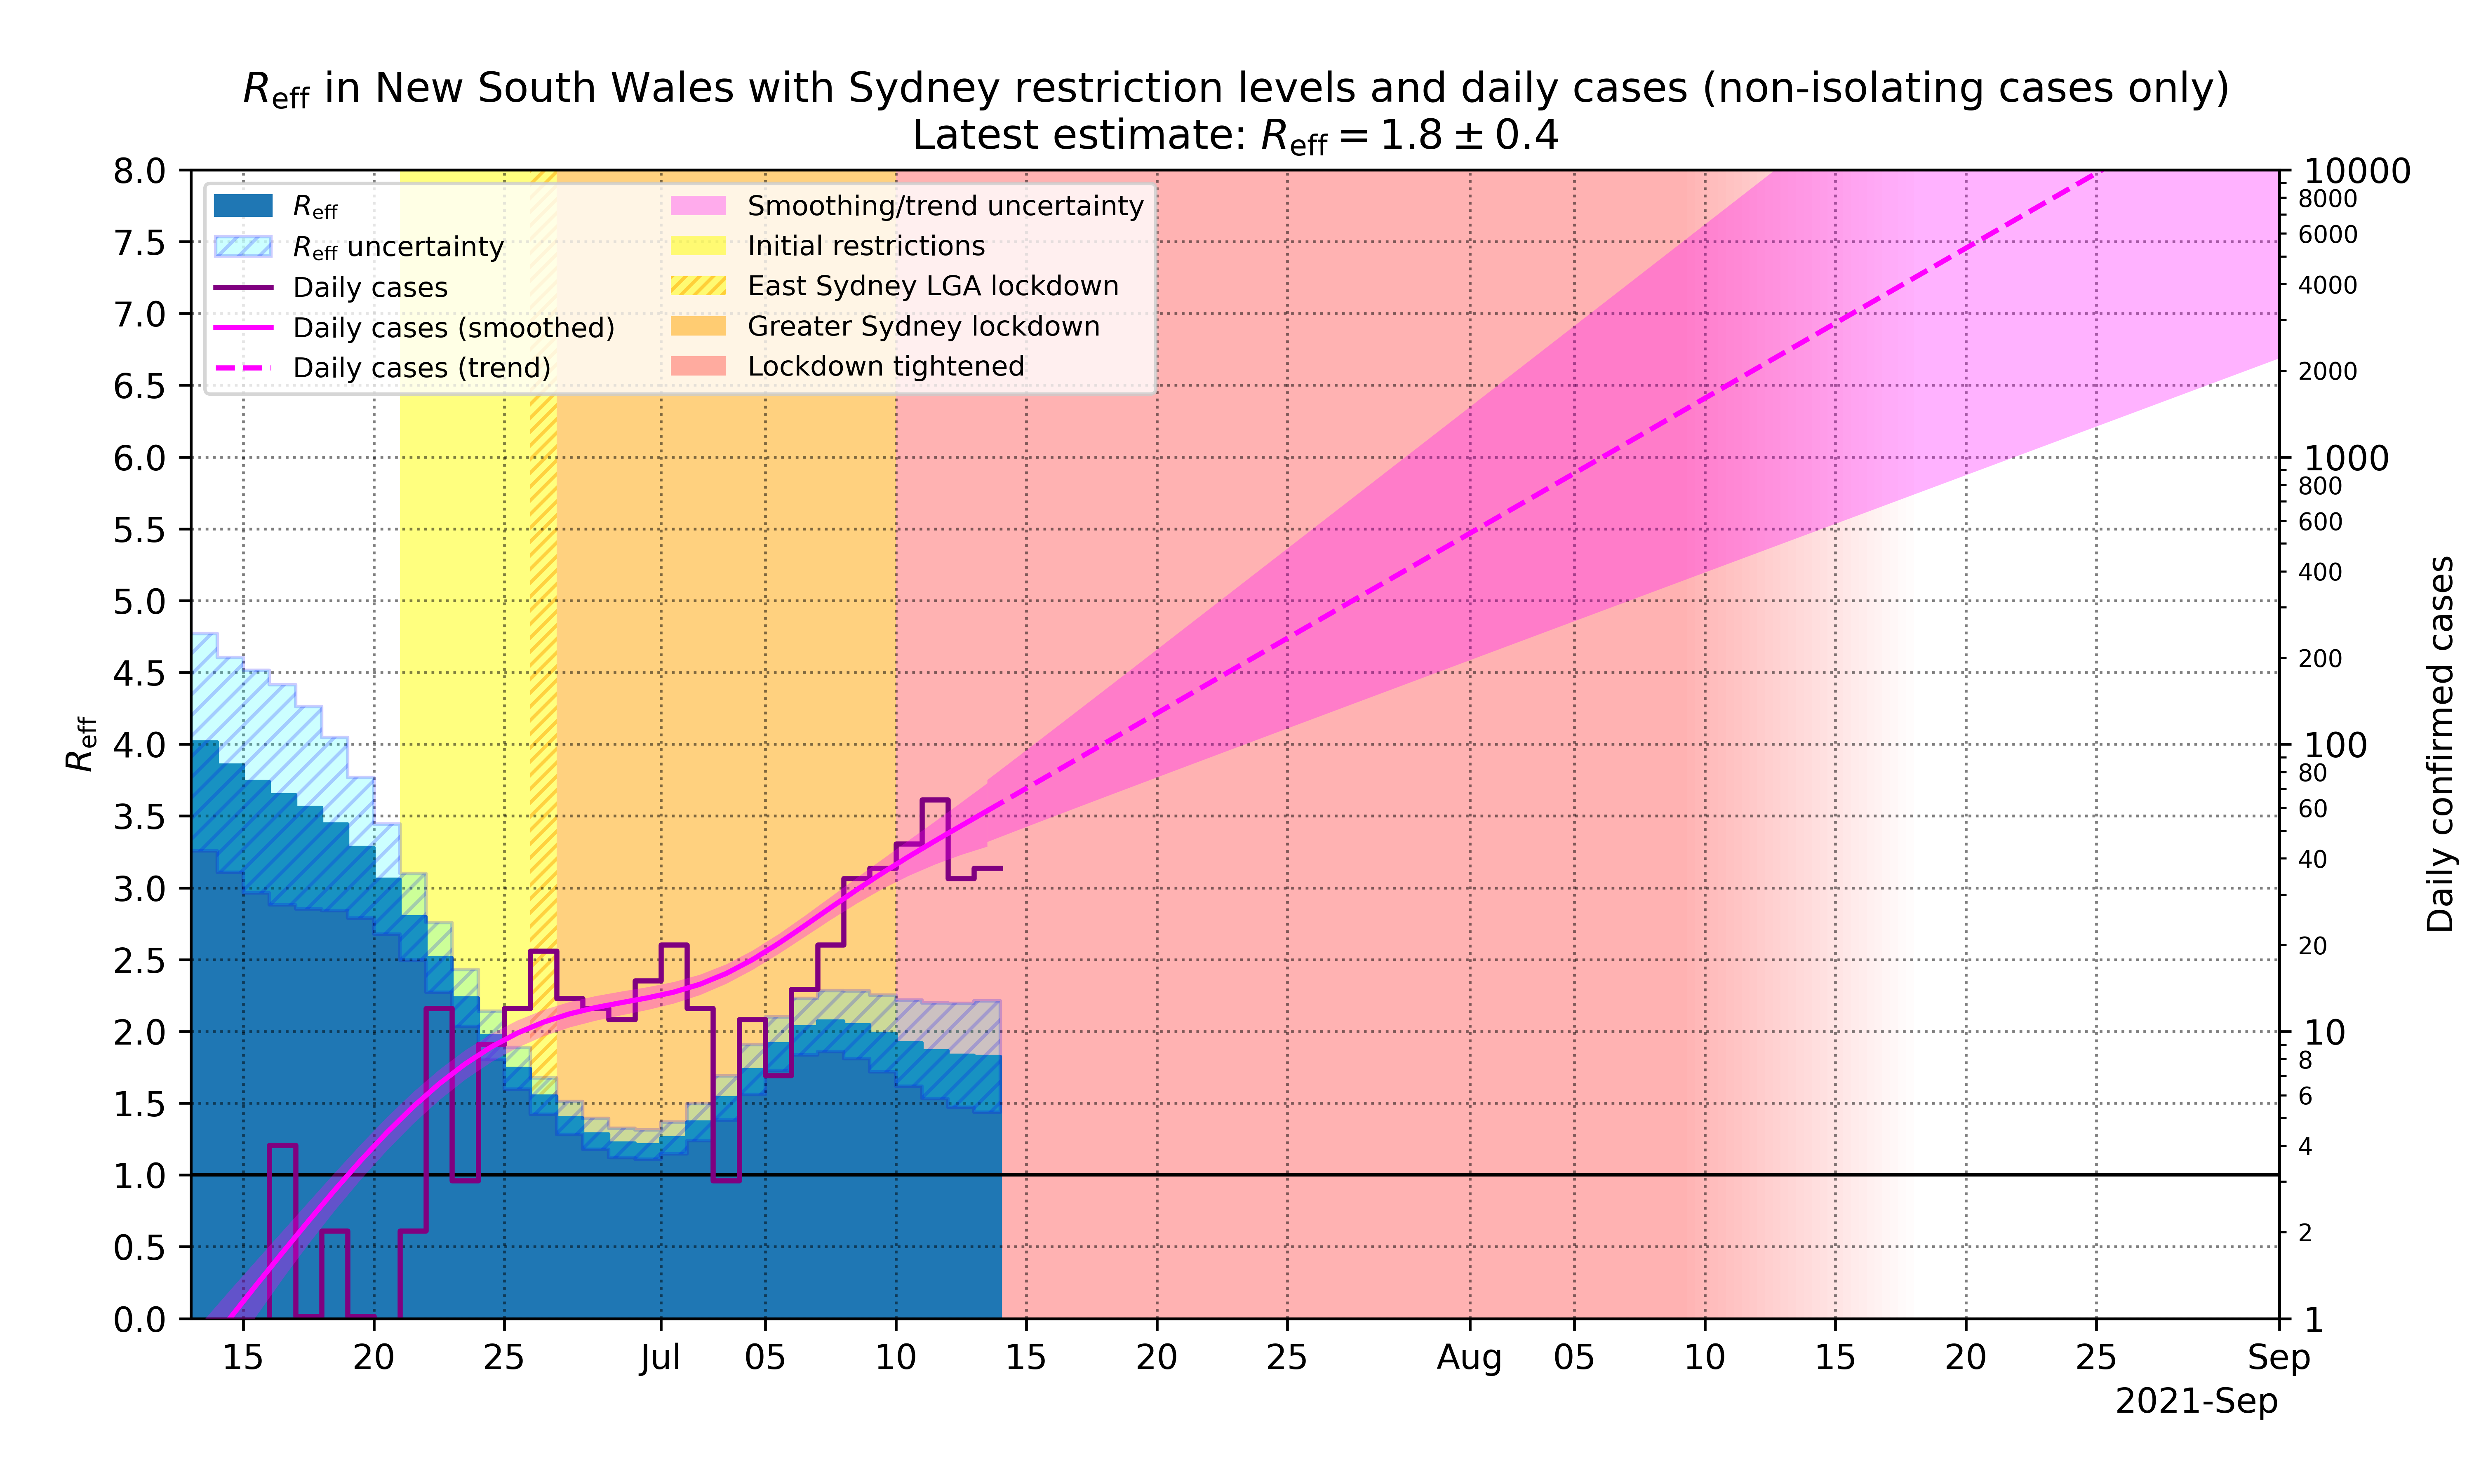 R_eff in New South Wales with Sydney restriction levels and daily cases (non-isolating cases only)
Latest estimate: R_eff = 1.8 ± 0.4
R_eff
R_eff uncertainty
Daily cases
Daily cases (smoothed)
Daily cases (trend)
Smoothing/trend uncertainty
Initial restrictions
East Sydney LGA lockdown
Greater Sydney lockdown
Lockdown tightened
R_eff
8.0
7.5
7.0
6.5
6.0
5.5
5.0
4.5
4.0
3.5
3.0
2.5
2.0
1.5
1.0
0.5
0.0
10000
8000
6000
4000
2000
1000
800
600
400
200
100
80
60
40
20
10
8
6
4
2
1
Daily confirmed cases
15 20 25 Jul 05 10 15 20 25 Aug 05 10 15 20 25 Sep
2021-Sep